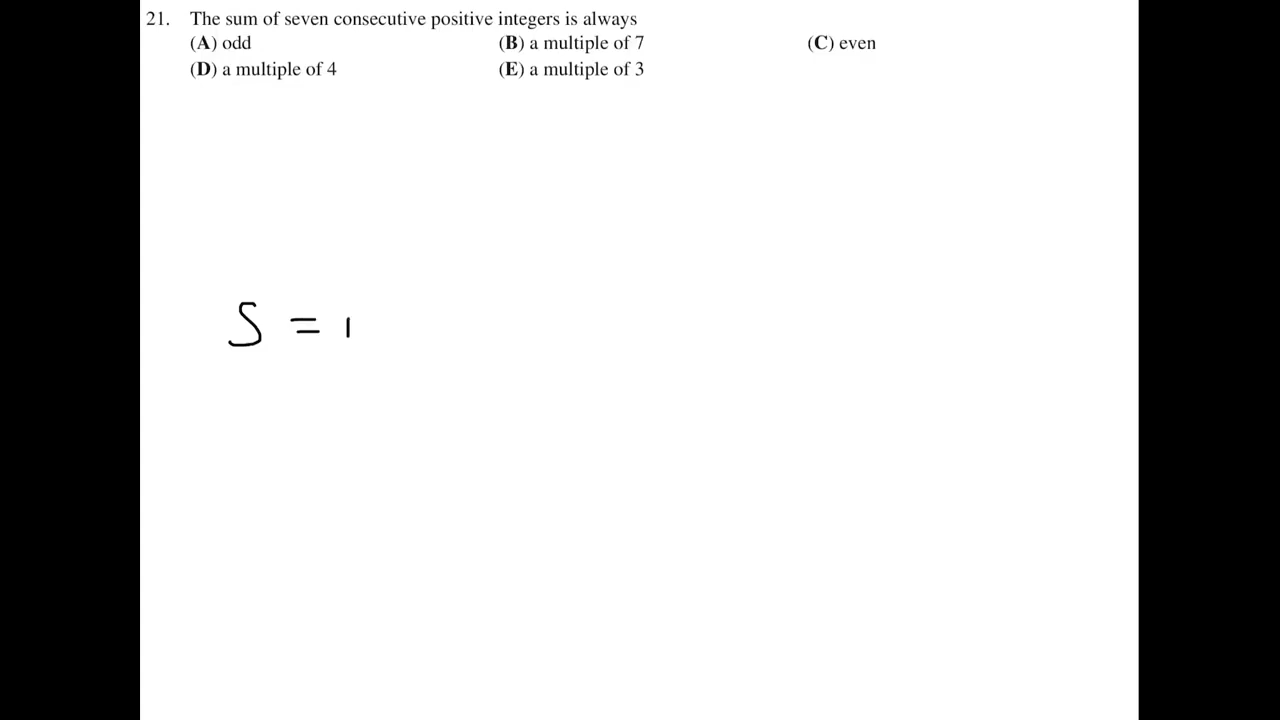 21. The sum of seven consecutive positive integers is always
(A) odd (B) a multiple of 7 (C) even
(D) a multiple of 4 (E) a multiple of 3
S =